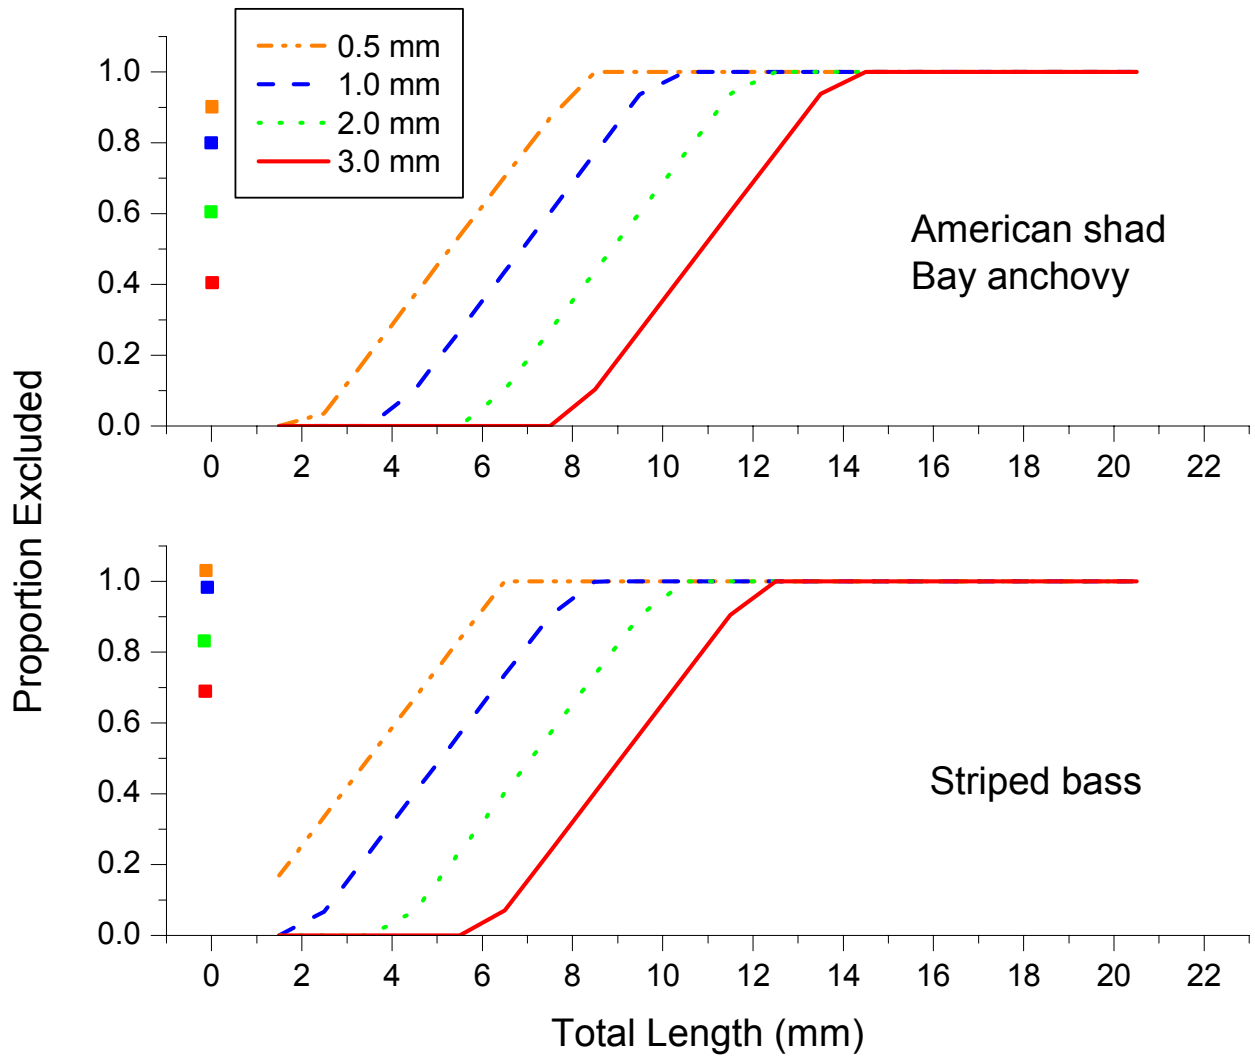 0.5 mm
1.0 mm
2.0 mm
3.0 mm
1.0
0.8
0.6
0.4
0.2
0.0
American shad
Bay anchovy
0 2 4 6 8 10 12 14 16 18 20 22
Proportion Excluded
1.0
0.8
0.6
0.4
0.2
0.0
Striped bass
0 2 4 6 8 10 12 14 16 18 20 22
Total Length (mm)